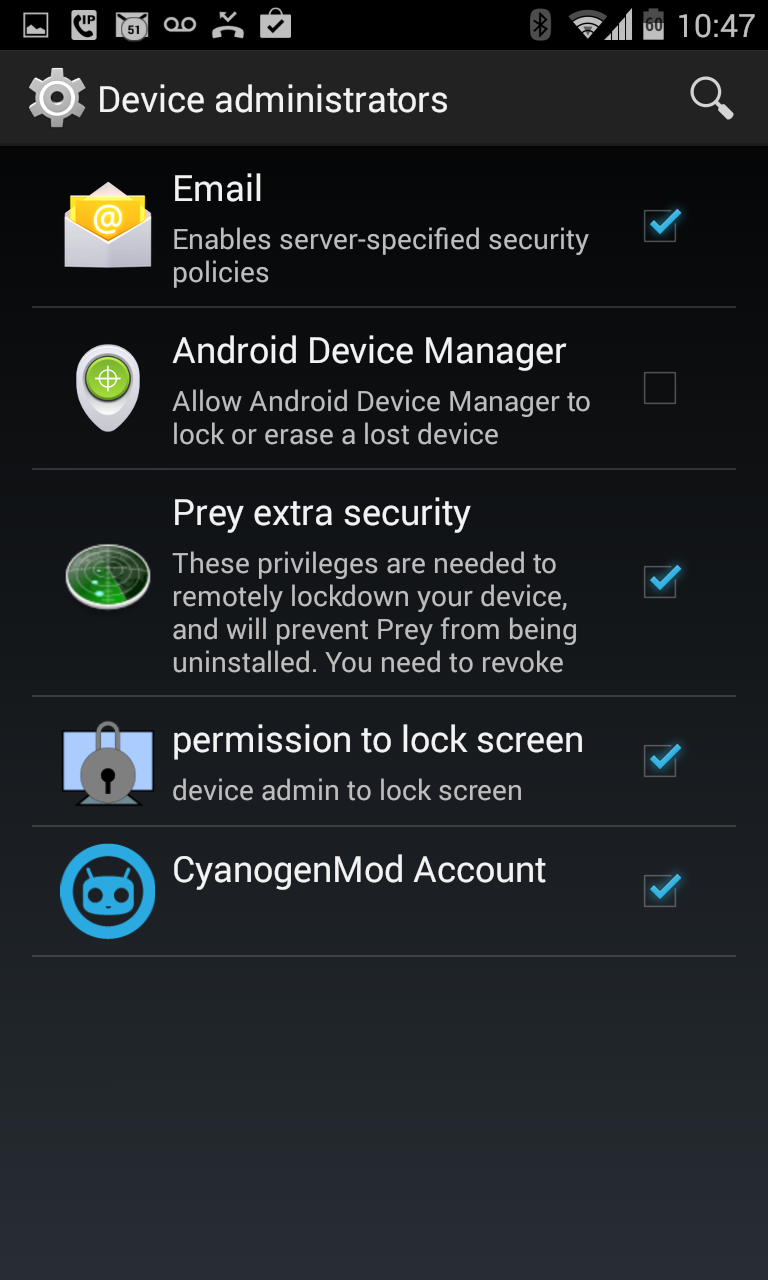 IP
51
60
10:47
Device administrators
Email
@
Enables server-specified security
policies
Android Device Manager
Allow Android Device Manager to
lock or erase a lost device
Prey extra security
These privileges are needed to
remotely lockdown your device,
and will prevent Prey from being
uninstalled. You need to revoke
permission to lock screen
device admin to lock screen
CyanogenMod Account